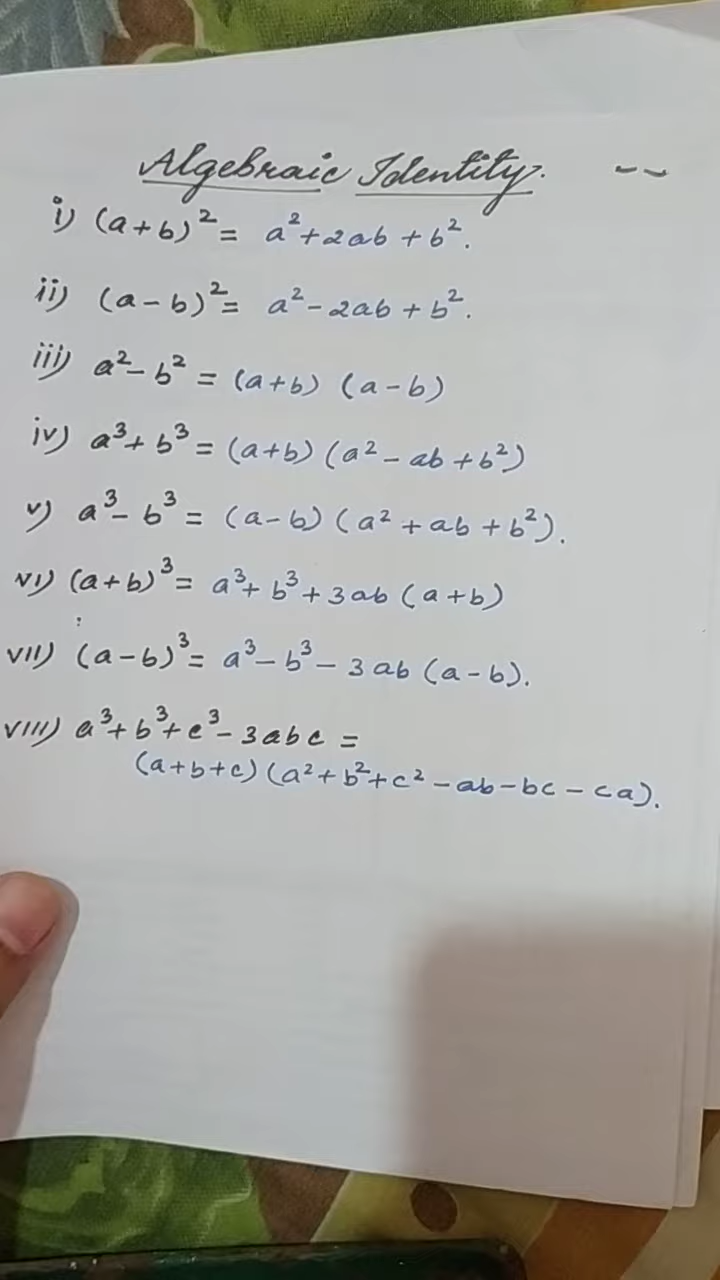 Algebraic Identity. --
i) (a+b)² = a²+2ab+b².
ii) (a-b)² = a²-2ab+b².
iii) a²-b² = (a+b) (a-b)
iv) a³+b³ = (a+b) (a²-ab+b²)
v) a³-b³ = (a-b) (a²+ab+b²).
vi) (a+b)³ = a³+b³+3ab (a+b)
vii) (a-b)³ = a³-b³-3ab (a-b).
viii) a³+b³+c³-3abc =
(a+b+c) (a²+b²+c²-ab-bc-ca).